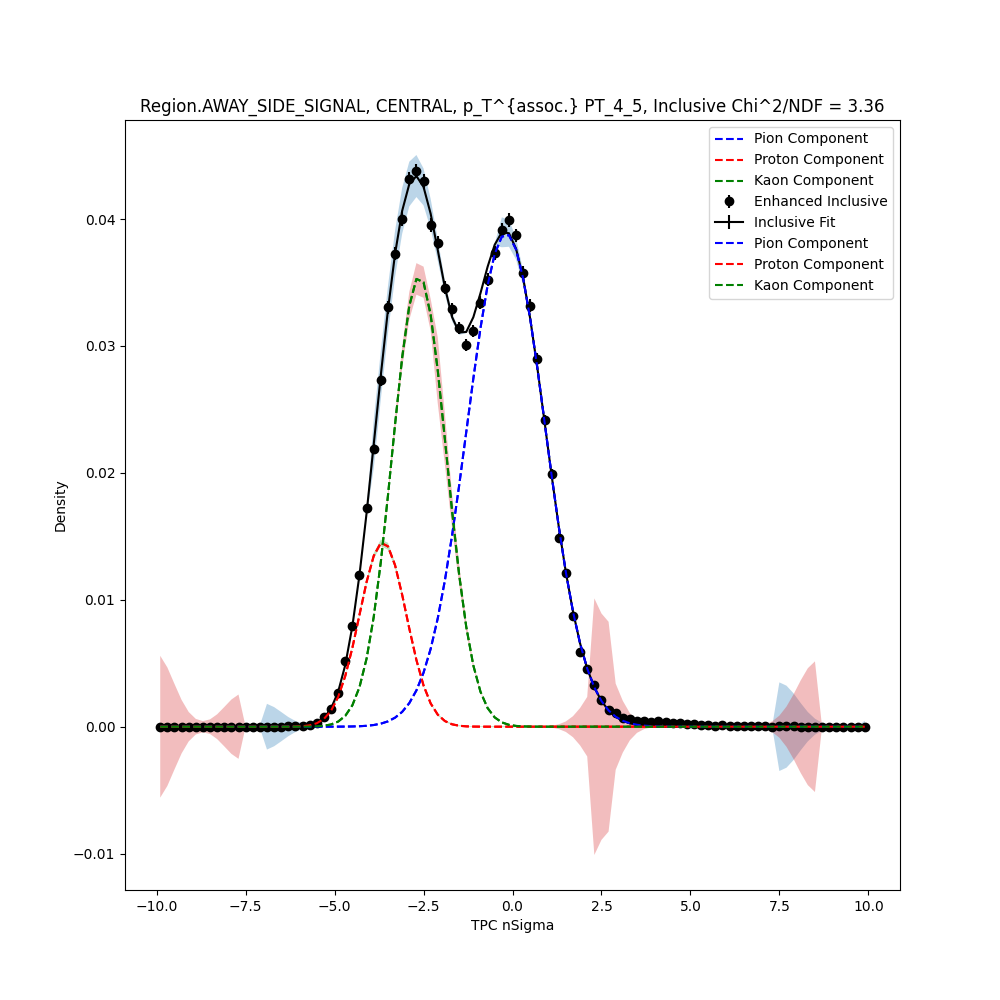 Region.AWAY_SIDE_SIGNAL, CENTRAL, p_T^{assoc.} PT_4_5, Inclusive Chi^2/NDF = 3.36
Pion Component
Proton Component
Kaon Component
Enhanced Inclusive
Inclusive Fit
Pion Component
Proton Component
Kaon Component
0.04
0.03
0.02
0.01
0.00
−0.01
Density
−10.0 −7.5 −5.0 −2.5 0.0 2.5 5.0 7.5 10.0
TPC nSigma